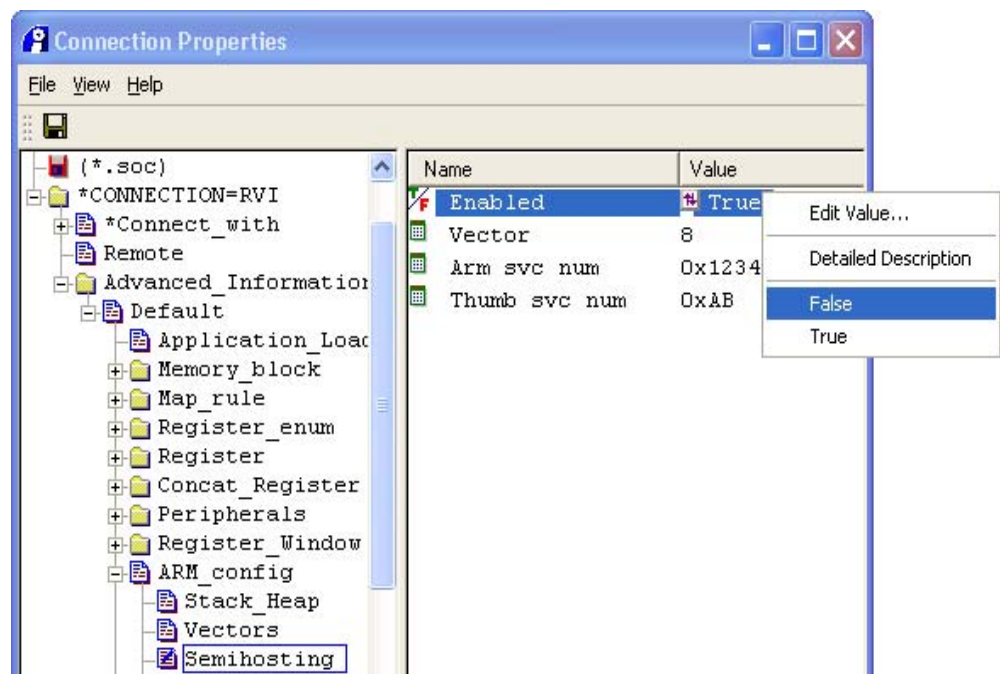 Connection Properties
File View Help
(*.soc)
*CONNECTION=RVI
*Connect_with
Remote
Advanced_Information
Default
Application_Load
Memory_block
Map_rule
Register_enum
Register
Concat_Register
Peripherals
Register_Window
ARM_config
Stack_Heap
Vectors
Semihosting
Name Value
T/F Enabled True
Vector 8
Arm svc num 0x1234
Thumb svc num 0xAB
Edit Value...
Detailed Description
False
True